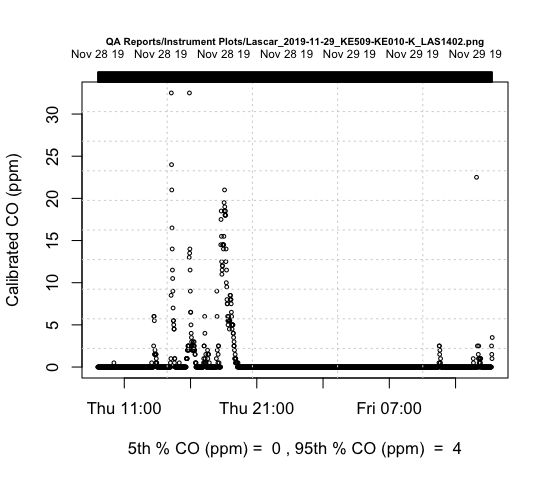 QA Reports/Instrument Plots/Lascar_2019-11-29_KE509-KE010-K_LAS1402.png
Nov 28 19 Nov 28 19 Nov 28 19 Nov 28 19 Nov 29 19 Nov 29 19 Nov 29 19
Calibrated CO (ppm)
30
25
20
15
10
5
0
Thu 11:00 Thu 21:00 Fri 07:00
5th % CO (ppm) = 0 , 95th % CO (ppm) = 4